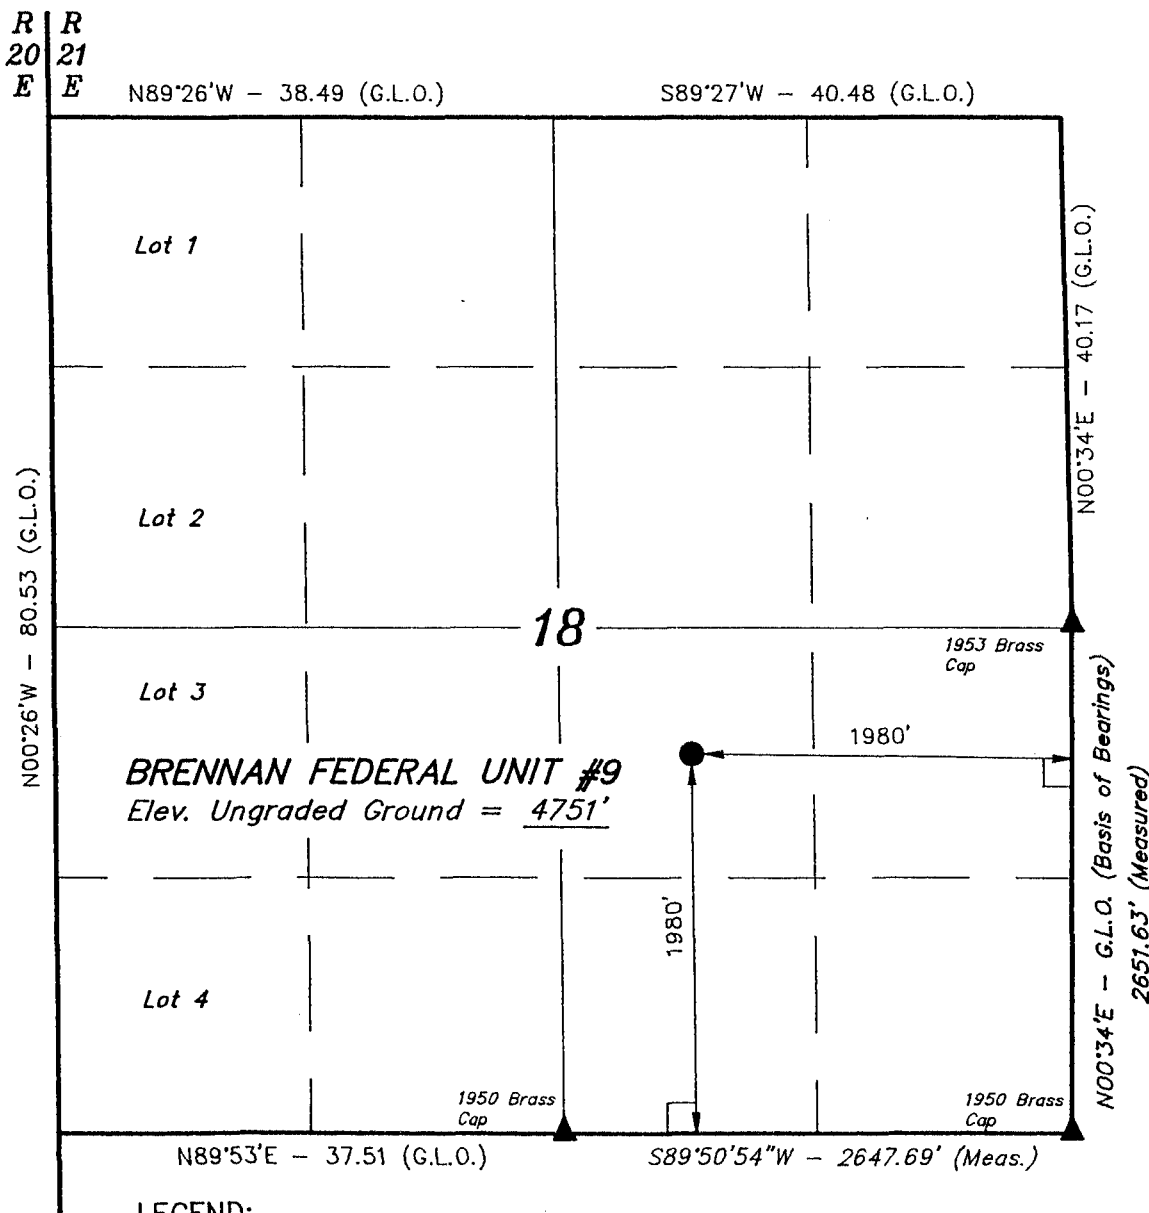 R R
20 21
E E
N89°26'W – 38.49 (G.L.O.)
S89°27'W – 40.48 (G.L.O.)
Lot 1
N00°34'E – 40.17 (G.L.O.)
Lot 2
N00°26'W – 80.53 (G.L.O.)
18
1953 Brass
Cap
Lot 3
1980'
BRENNAN FEDERAL UNIT #9
Elev. Ungraded Ground = 4751'
1980'
N00°34'E – G.L.O. (Basis of Bearings)
2651.63' (Measured)
Lot 4
1950 Brass
Cap
1950 Brass
Cap
N89°53'E – 37.51 (G.L.O.)
S89°50'54"W – 2647.69' (Meas.)
LEGEND: